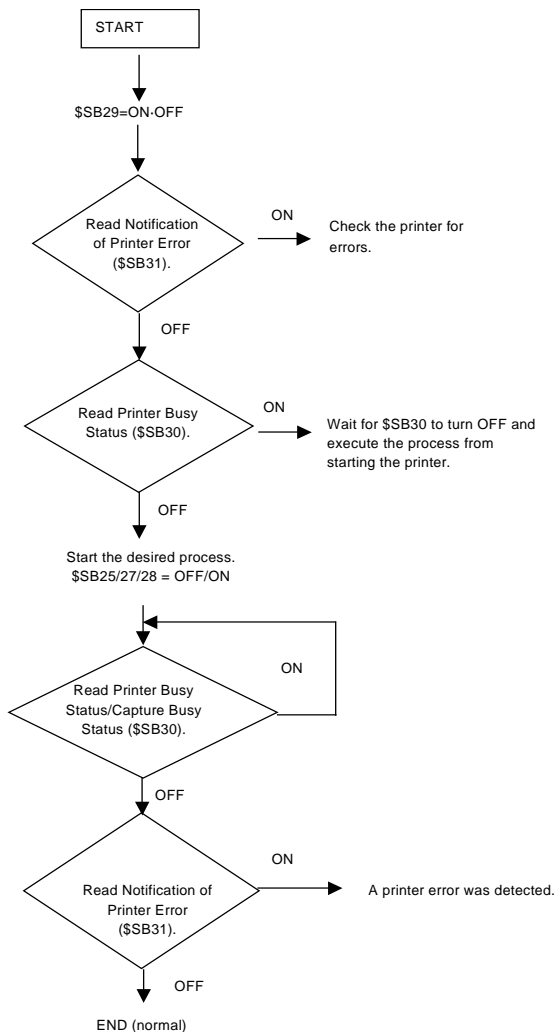 START
$SB29=ON·OFF
Read Notification
of Printer Error
($SB31).
ON
Check the printer for
errors.
OFF
Read Printer Busy
Status ($SB30).
ON
Wait for $SB30 to turn OFF and
execute the process from
starting the printer.
OFF
Start the desired process.
$SB25/27/28 = OFF/ON
ON
Read Printer Busy
Status/Capture Busy
Status ($SB30).
OFF
ON
Read Notification of
Printer Error
($SB31).
A printer error was detected.
OFF
END (normal)